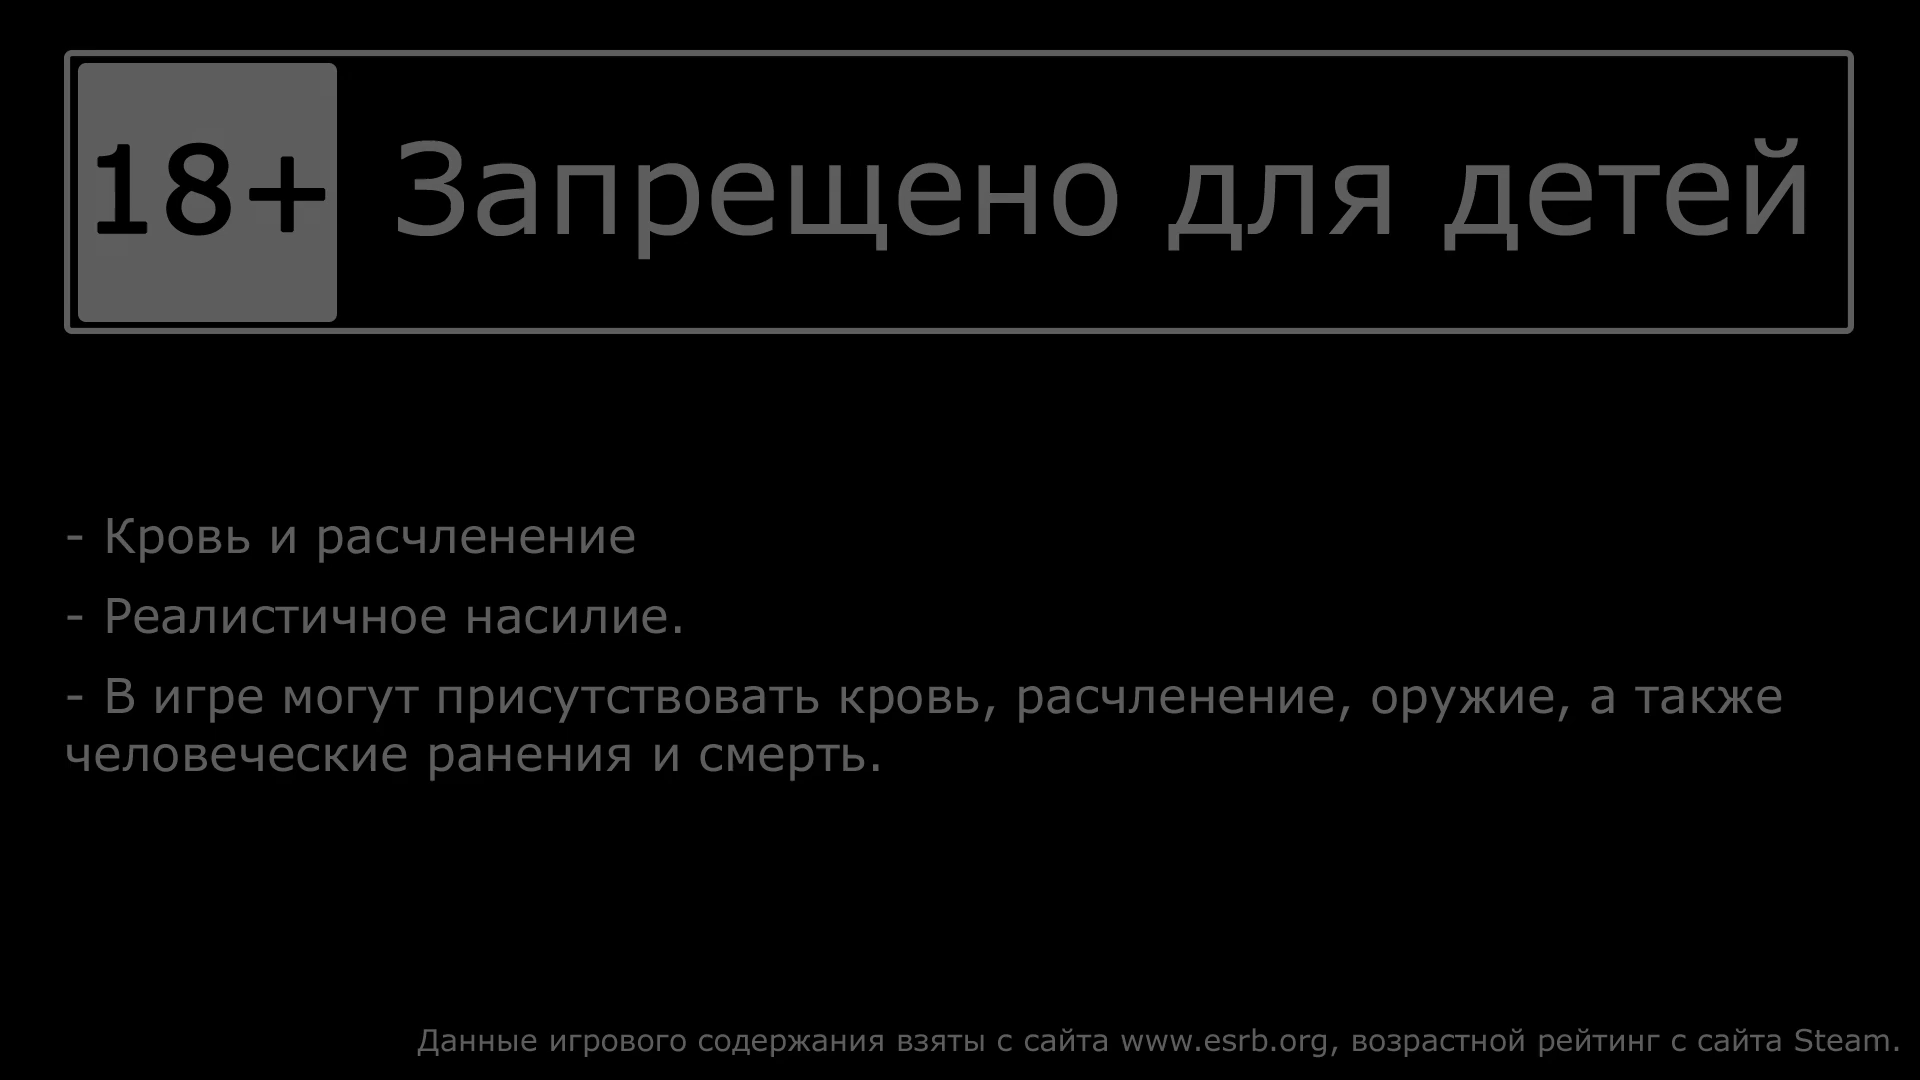 18+ Запрещено для детей
- Кровь и расчленение
- Реалистичное насилие.
- В игре могут присутствовать кровь, расчленение, оружие, а также
человеческие ранения и смерть.
Данные игрового содержания взяты с сайта www.esrb.org, возрастной рейтинг с сайта Steam.